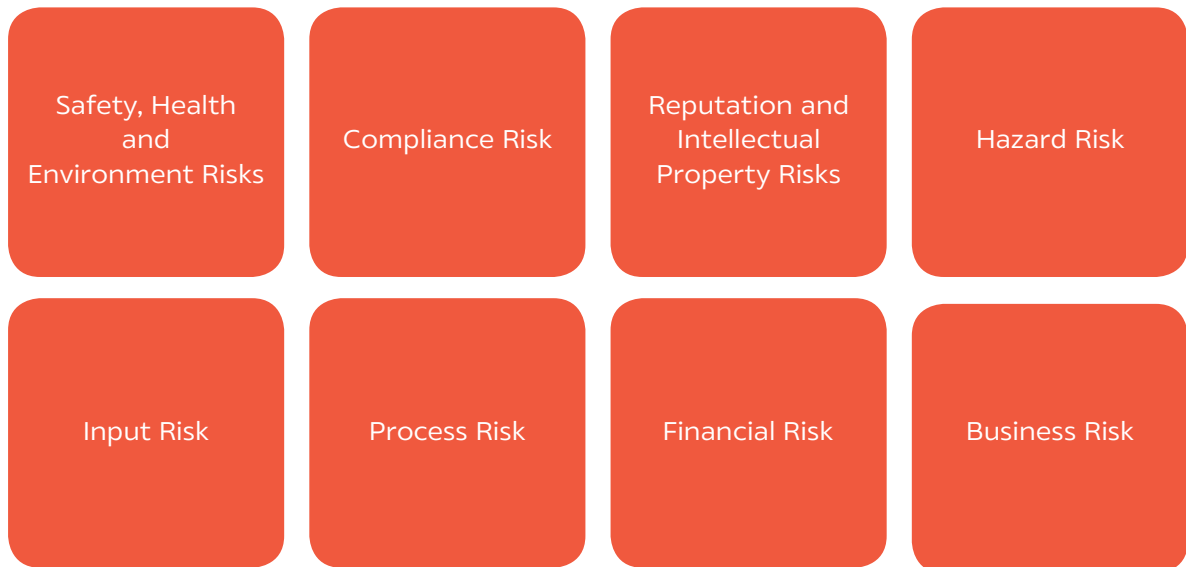 Safety, Health
and
Environment Risks
Compliance Risk
Reputation and
Intellectual
Property Risks
Hazard Risk
Input Risk
Process Risk
Financial Risk
Business Risk